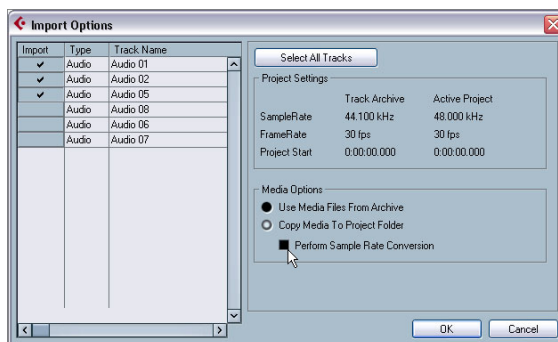 Import Options
Import Type Track Name
Audio Audio 01
Audio Audio 02
Audio Audio 05
Audio Audio 08
Audio Audio 06
Audio Audio 07
Select All Tracks
Project Settings
Track Archive Active Project
SampleRate 44.100 kHz 48.000 kHz
FrameRate 30 fps 30 fps
Project Start 0:00:00.000 0:00:00.000
Media Options
Use Media Files From Archive
Copy Media To Project Folder
Perform Sample Rate Conversion
OK Cancel